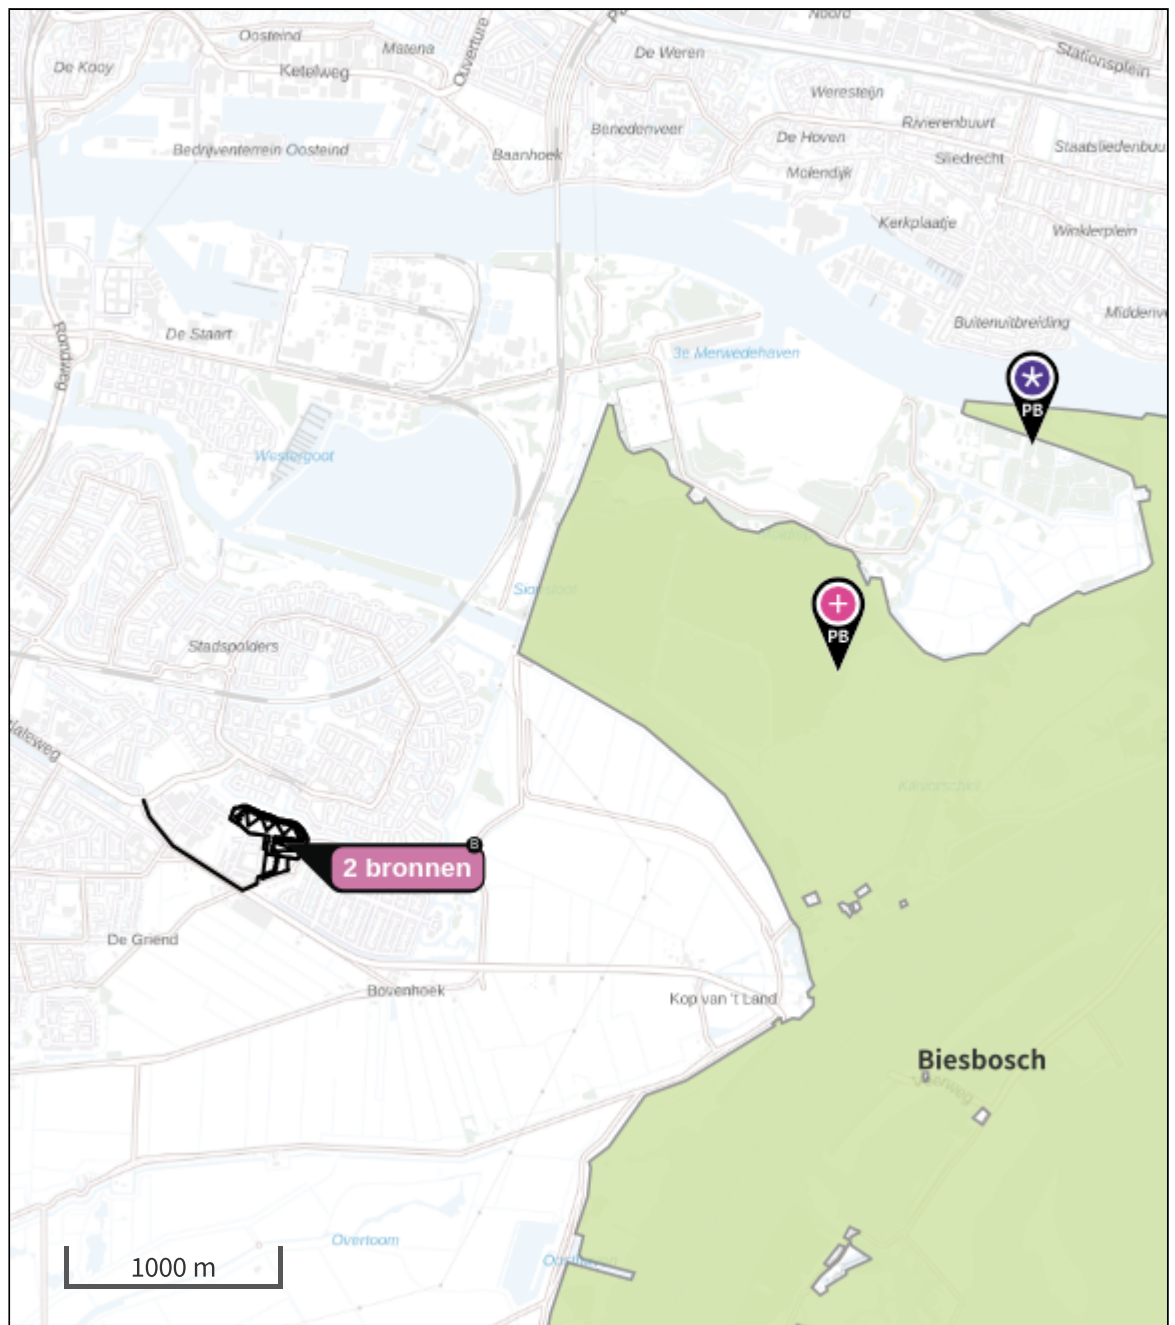 Noord
Oosteind
Matena
Ouverture
De Weren
Stationsplein
De Kooy
Ketelweg
Weresteijn
Benedenveer
De Hoven
Rivierenbuurt
Bedrijventerrein Oosteind
Baanhoek
Sliedrecht
Staatsliedenbuu
Molendijk
Kerkplaatje
Winklerplein
Rondweg
De Staart
3e Merwedehaven
Buitenuitbreiding
Middenve
PB
Westergoot
Stadspolders
PB
2 bronnen
B
De Griend
Bovenhoek
Kop van 't Land
Biesbosch
Overtoom
1000 m